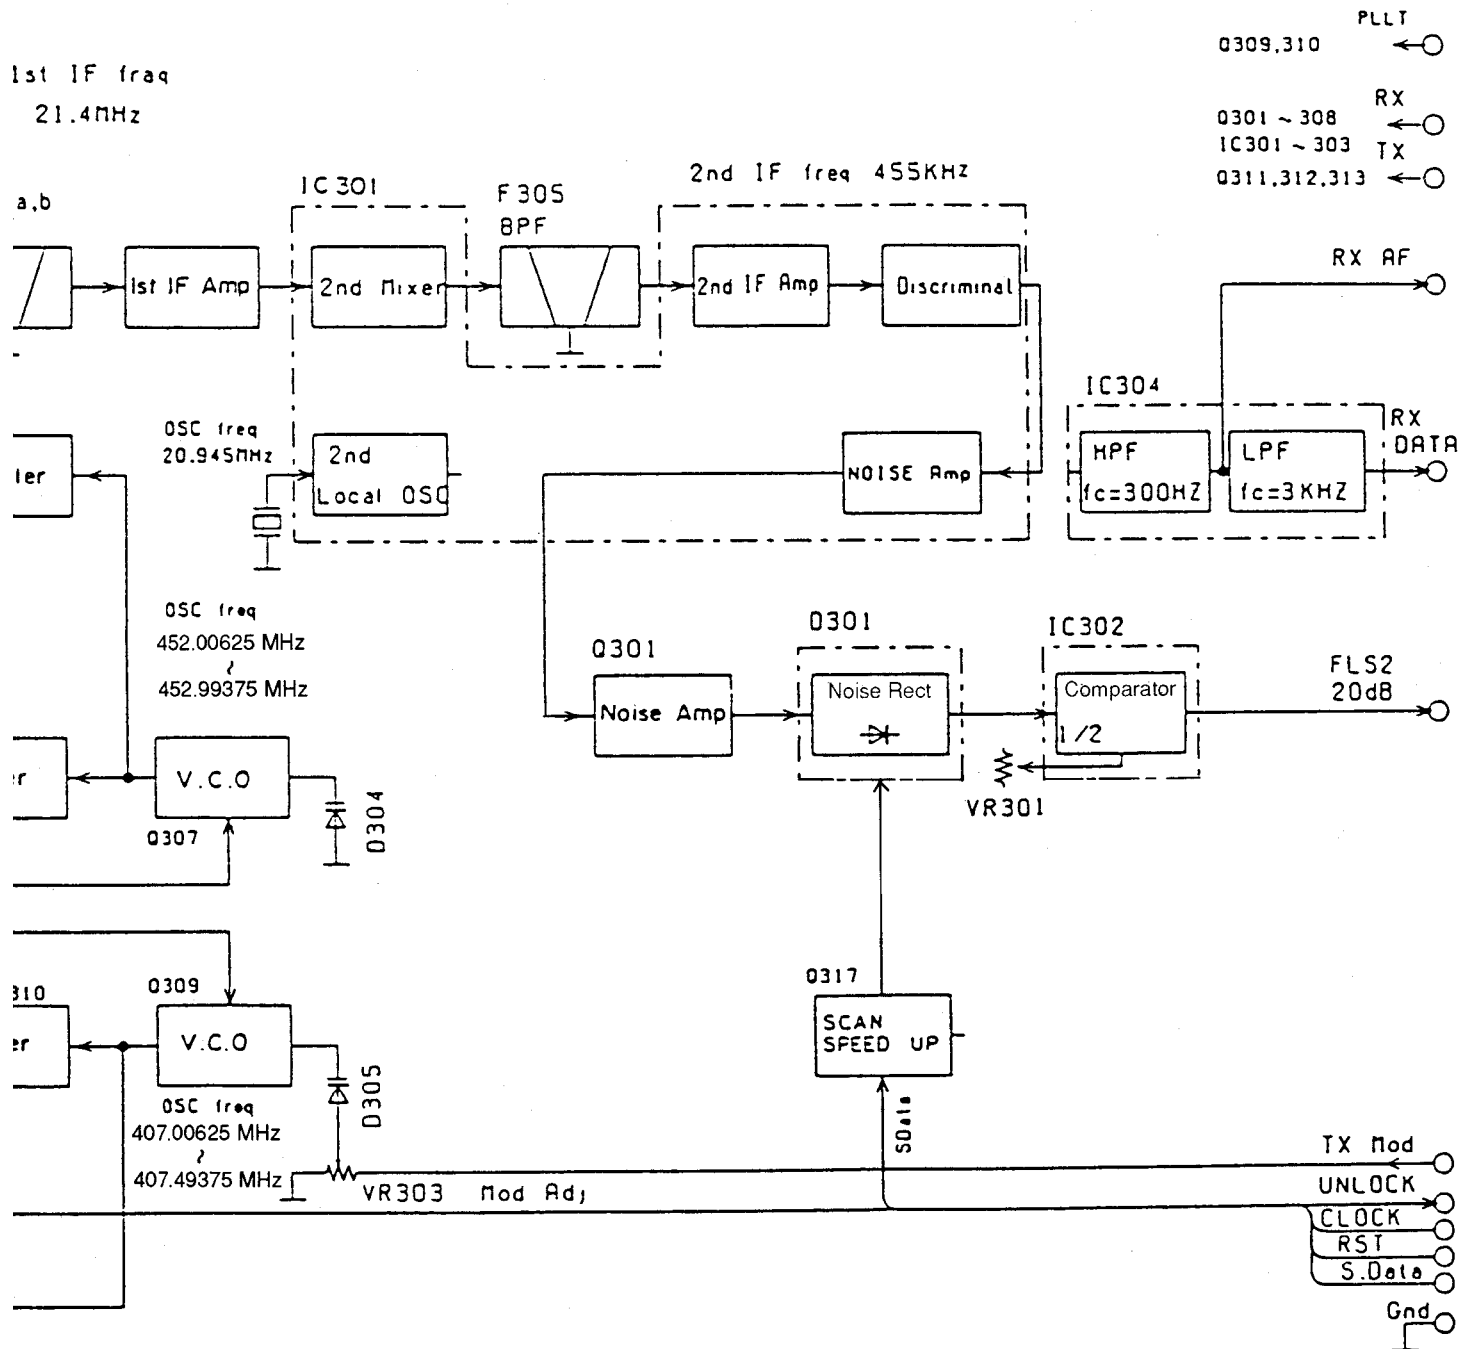 PLLT
Q309,310
1st IF fraq
21.4MHz
RX
Q301 ~ 308
IC301 ~ 303
TX
Q311,312,313
IC301
F305
BPF
2nd IF freq 455KHz
a,b
1st IF Amp
2nd Mixer
2nd IF Amp
Discriminal
RX AF
IC304
OSC freq
20.945MHz
2nd
Local OSC
NOISE Amp
HPF
fc=300HZ
LPF
fc=3KHZ
RX
DATA
ler
OSC freq
452.00625 MHz
~
452.99375 MHz
Q301
D301
IC302
FLS2
20dB
Noise Amp
Noise Rect
Comparator
1/2
VR301
er
V.C.O
Q307
D304
310
Q309
er
V.C.O
D305
Q317
SCAN
SPEED UP
OSC freq
407.00625 MHz
~
407.49375 MHz
SData
VR303 Mod Adj
TX Mod
UNLOCK
CLOCK
RST
S.Data
Gnd